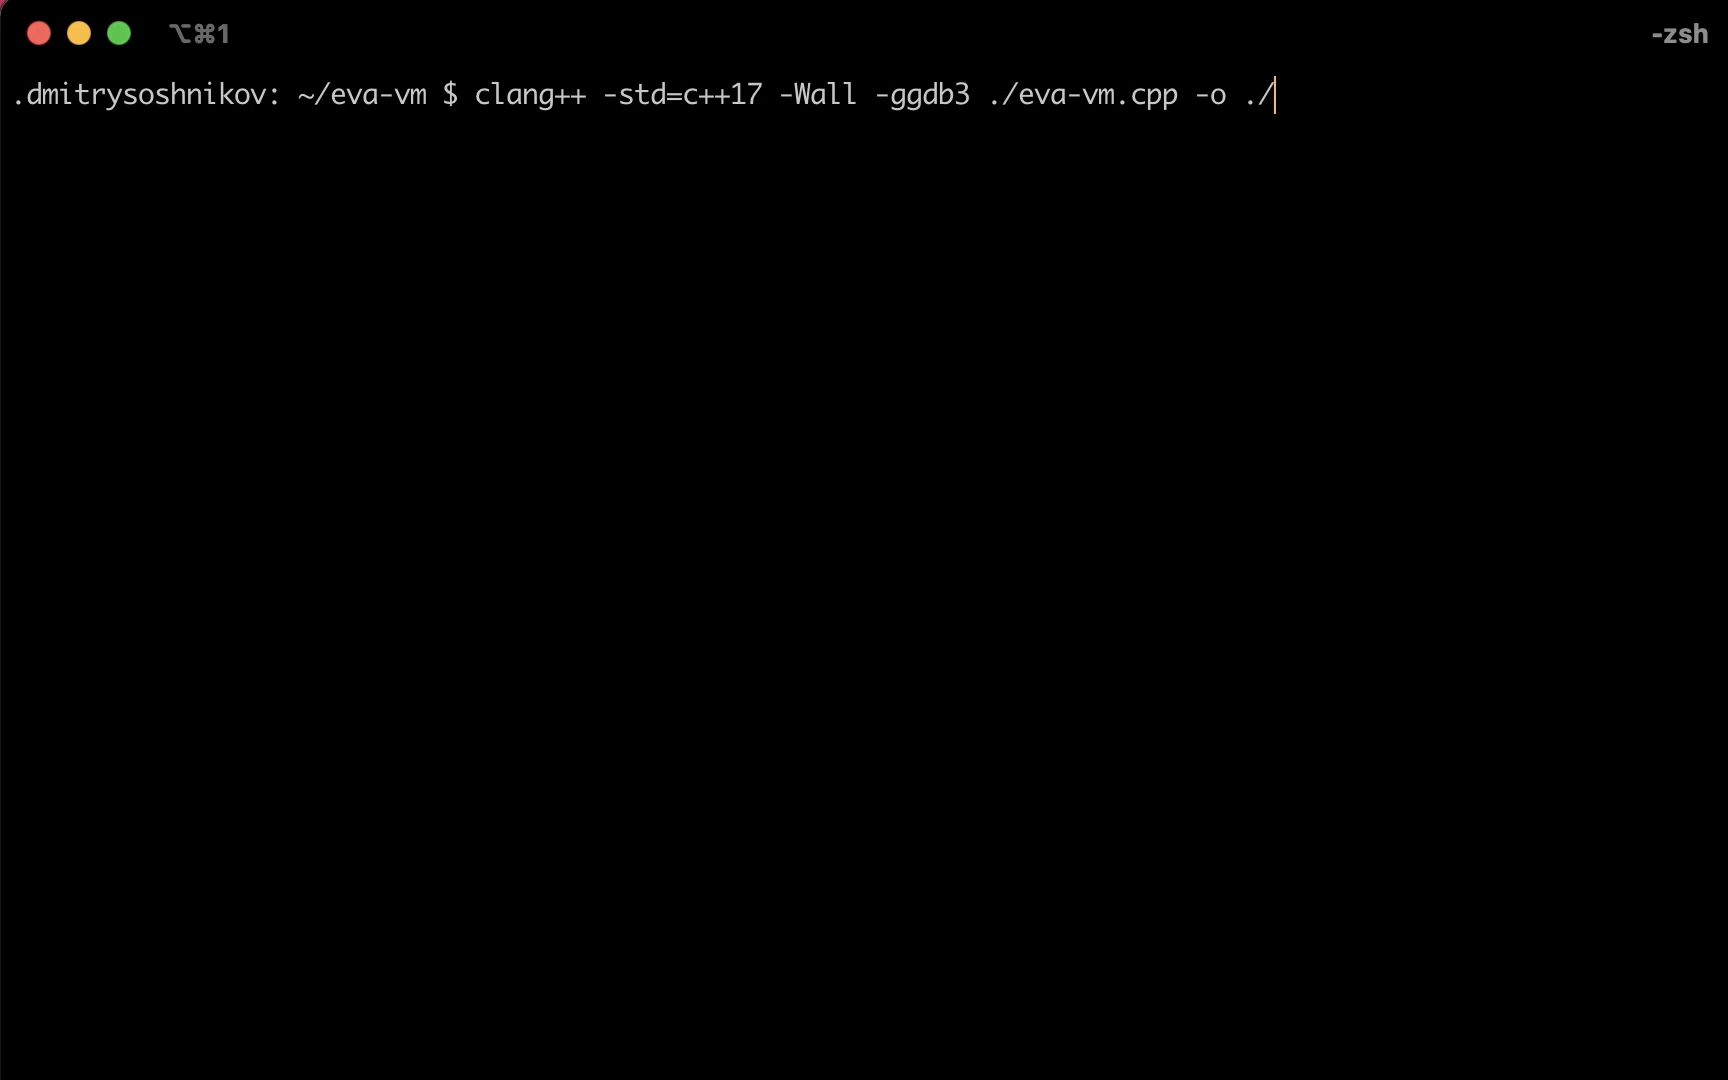 ⌥⌘1
-zsh
.dmitrysoshnikov: ~/eva-vm $ clang++ -std=c++17 -Wall -ggdb3 ./eva-vm.cpp -o ./